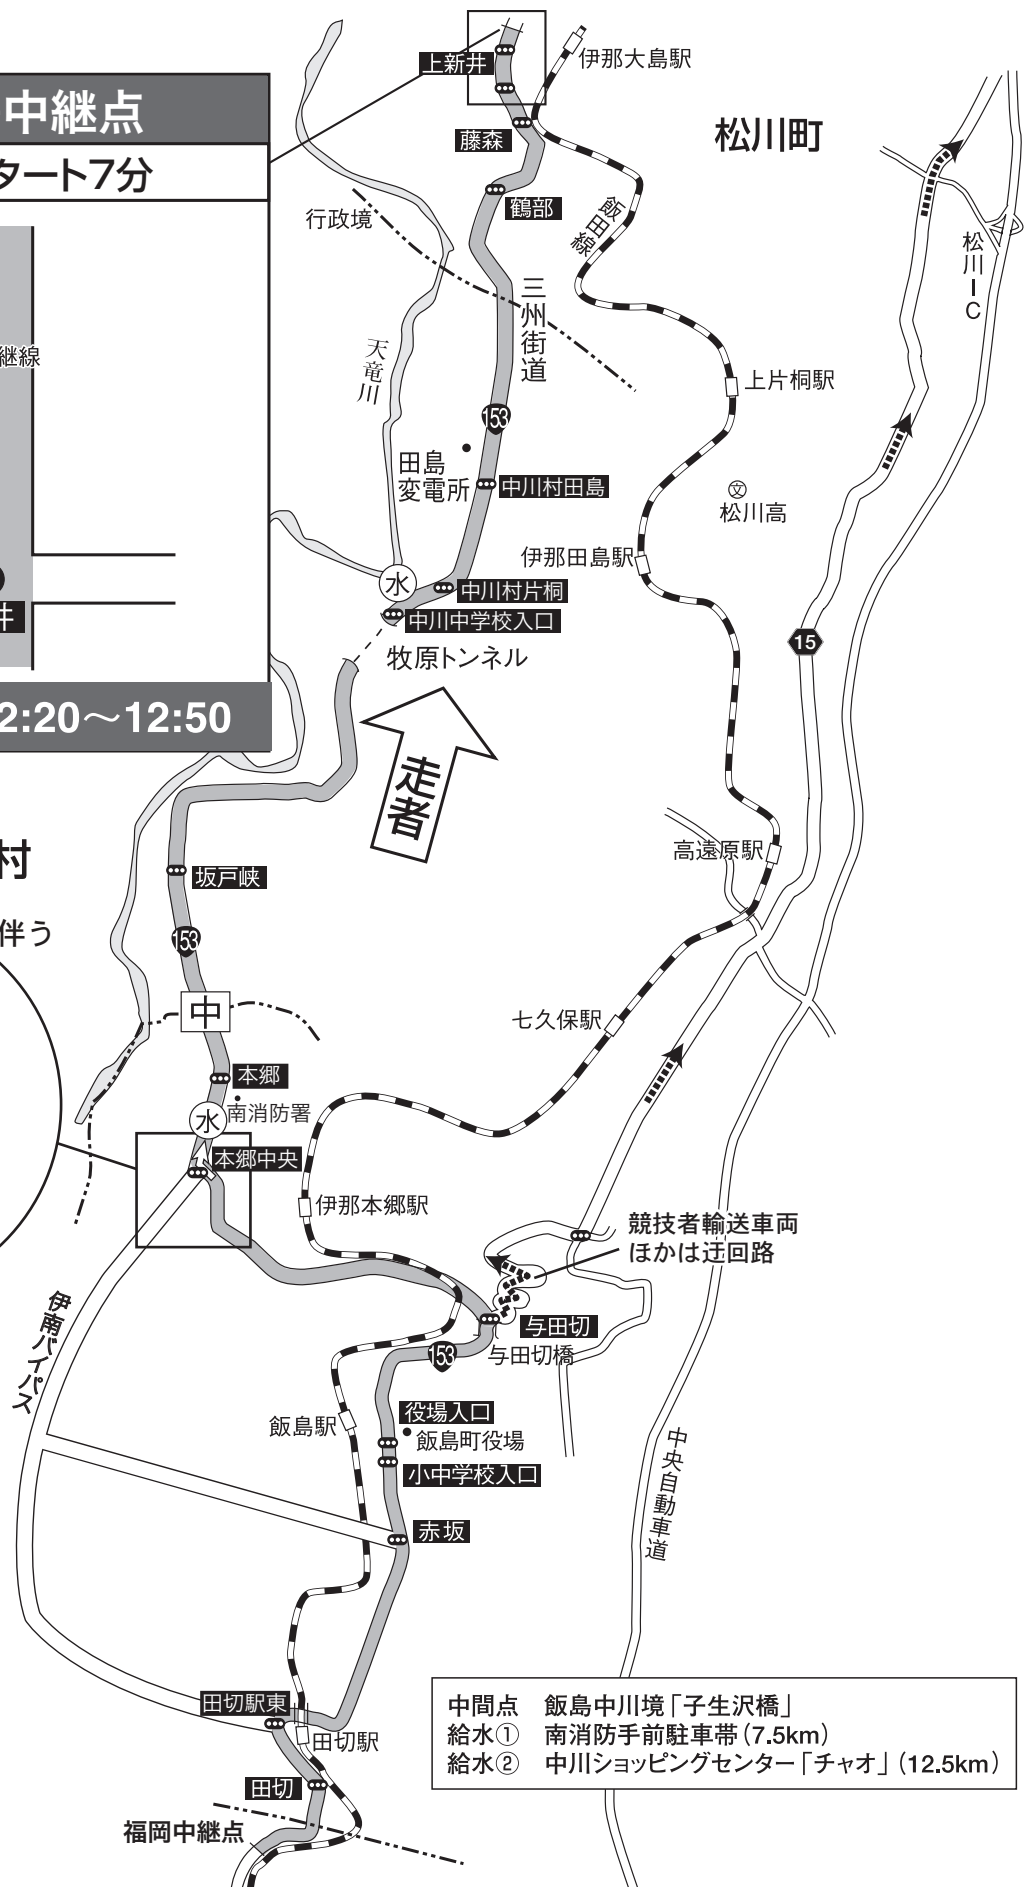 中継点
タート7分
継線
井
2:20〜12:50
村
伴う
上新井
伊那大島駅
藤森
松川町
鶴部
行政境
飯田線
三州街道
松川IC
天竜川
上片桐駅
153
田島
変電所
中川村田島
文
松川高
伊那田島駅
水
中川村片桐
中川中学校入口
牧原トンネル
15
走者
高遠原駅
坂戸峡
153
中
七久保駅
本郷
南消防署
水
本郷中央
伊那本郷駅
競技者輸送車両
ほかは迂回路
伊南バイパス
与田切
与田切橋
153
役場入口
飯島駅
飯島町役場
小中学校入口
中央自動車道
赤坂
田切駅東
田切駅
田切
福岡中継点
中間点 飯島中川境「子生沢橋」
給水① 南消防手前駐車帯(7.5km)
給水② 中川ショッピングセンター「チャオ」(12.5km)